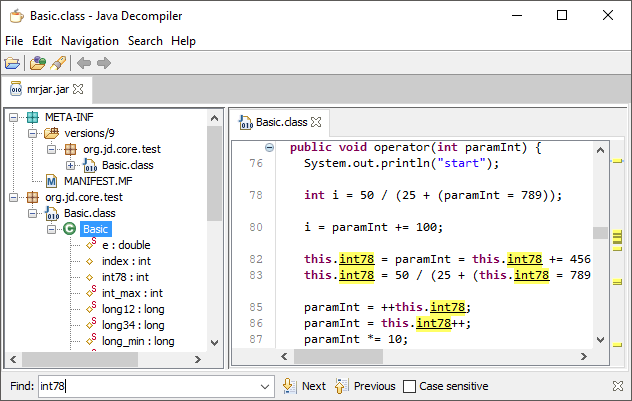 Basic.class - Java Decompiler
File Edit Navigation Search Help
mrjar.jar
META-INF
versions/9
org.jd.core.test
Basic.class
MANIFEST.MF
org.jd.core.test
Basic.class
Basic
e : double
index : int
int78 : int
int_max : int
long12 : long
long34 : long
long_min : long
Basic.class
public void operator(int paramInt) {
76 System.out.println("start");
78 int i = 50 / (25 + (paramInt = 789));
80 i = paramInt += 100;
82 this.int78 = paramInt = this.int78 += 456
83 this.int78 = 50 / (25 + (this.int78 = 789
85 paramInt = ++this.int78;
86 paramInt = this.int78++;
87 paramInt *= 10;
Find: int78 Next Previous Case sensitive